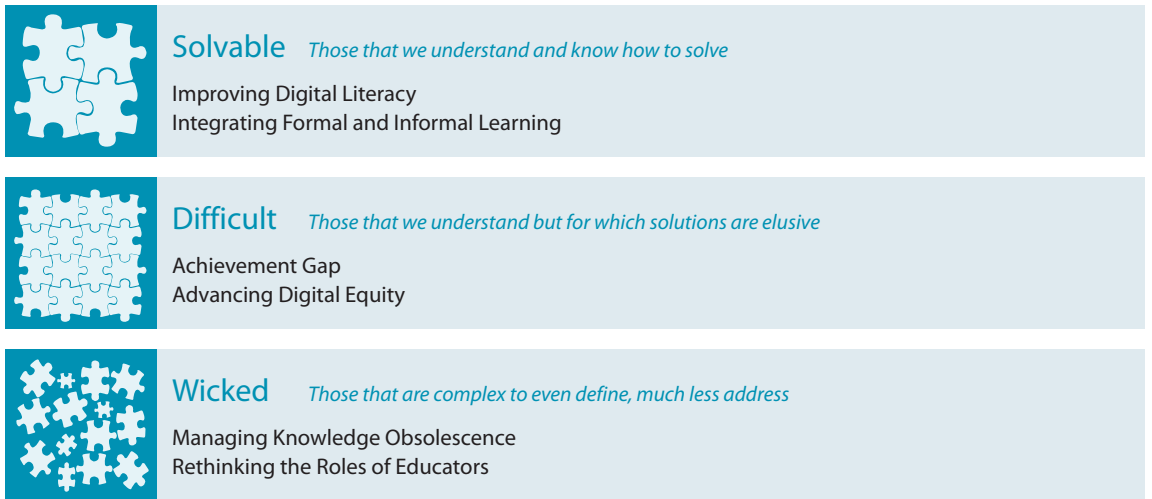 Solvable Those that we understand and know how to solve
Improving Digital Literacy
Integrating Formal and Informal Learning
Difficult Those that we understand but for which solutions are elusive
Achievement Gap
Advancing Digital Equity
Wicked Those that are complex to even define, much less address
Managing Knowledge Obsolescence
Rethinking the Roles of Educators